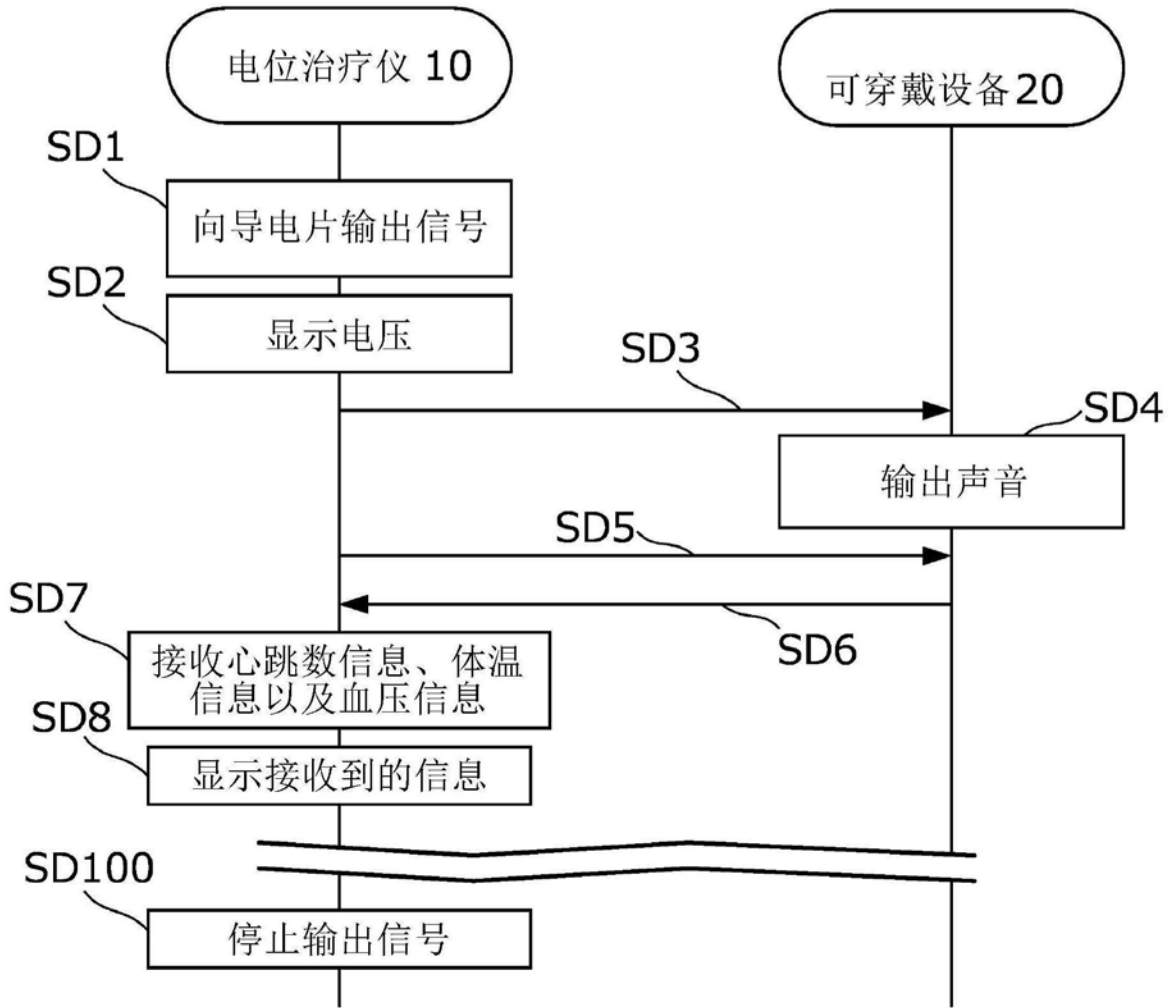 电位治疗仪 10
可穿戴设备20
SD1
向导电片输出信号
SD2
显示电压
SD3
SD4
输出声音
SD5
SD6
SD7
接收心跳数信息、体温
信息以及血压信息
SD8
显示接收到的信息
SD100
停止输出信号